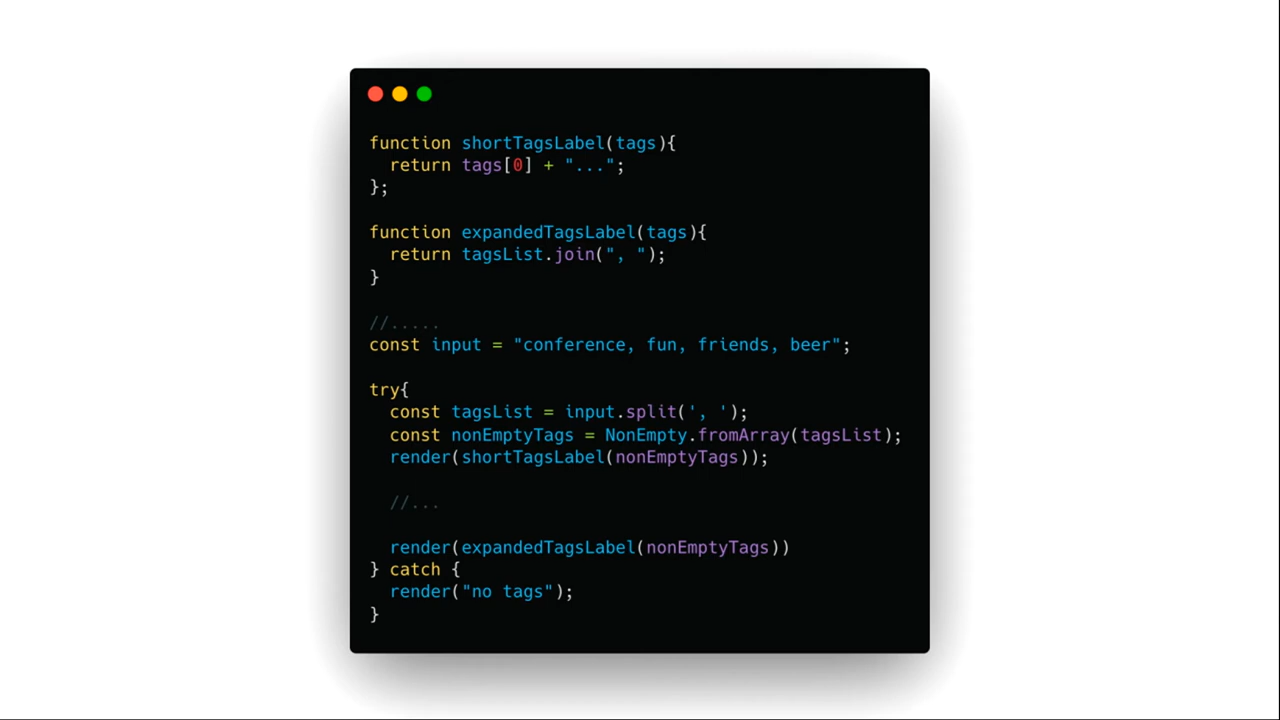 function shortTagsLabel(tags){
  return tags[0] + "...";
};

function expandedTagsLabel(tags){
  return tagsList.join(", ");
}

//.....
const input = "conference, fun, friends, beer";

try{
  const tagsList = input.split(', ');
  const nonEmptyTags = NonEmpty.fromArray(tagsList);
  render(shortTagsLabel(nonEmptyTags));

  //...

  render(expandedTagsLabel(nonEmptyTags))
} catch {
  render("no tags");
}